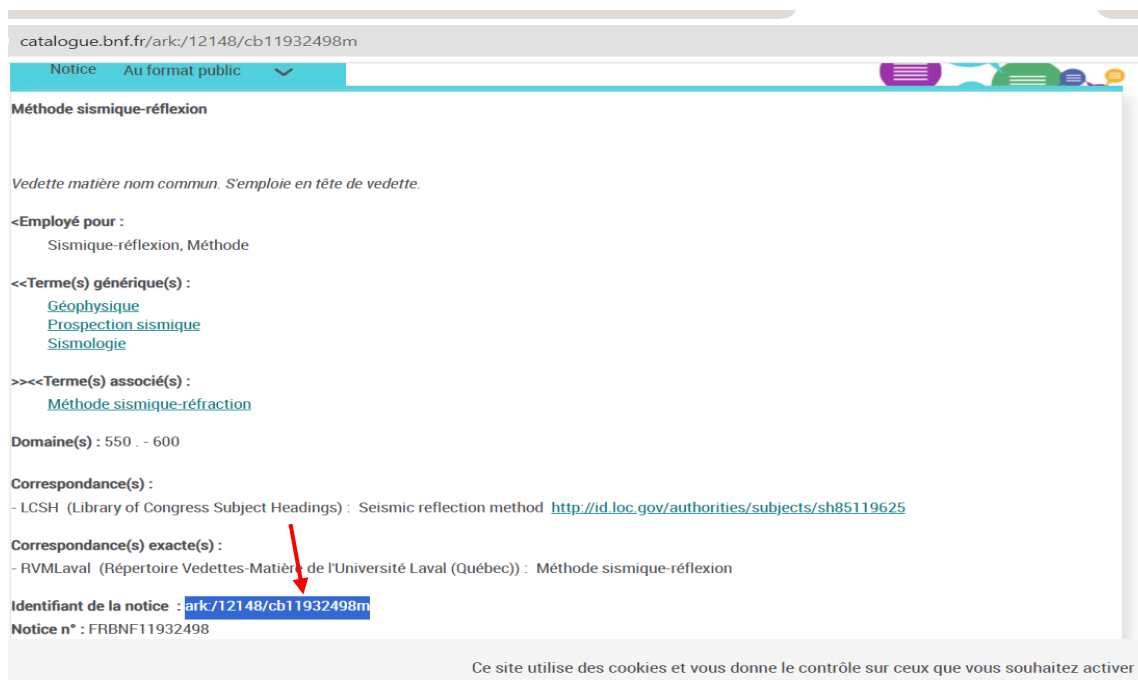 catalogue.bnf.fr/ark:/12148/cb11932498m
Notice Au format public
Méthode sismique-réflexion
Vedette matière nom commun. S'emploie en tête de vedette.
<Employé pour :
Sismique-réflexion, Méthode
<<Terme(s) générique(s) :
Géophysique
Prospection sismique
Sismologie
>><<Terme(s) associé(s) :
Méthode sismique-réfraction
Domaine(s) : 550 . - 600
Correspondance(s) :
- LCSH (Library of Congress Subject Headings) : Seismic reflection method http://id.loc.gov/authorities/subjects/sh85119625
Correspondance(s) exacte(s) :
- RVMLaval (Répertoire Vedettes-Matière de l'Université Laval (Québec)) : Méthode sismique-réflexion
Identifiant de la notice : ark:/12148/cb11932498m
Notice n° : FRBNF11932498
Ce site utilise des cookies et vous donne le contrôle sur ceux que vous souhaitez activer